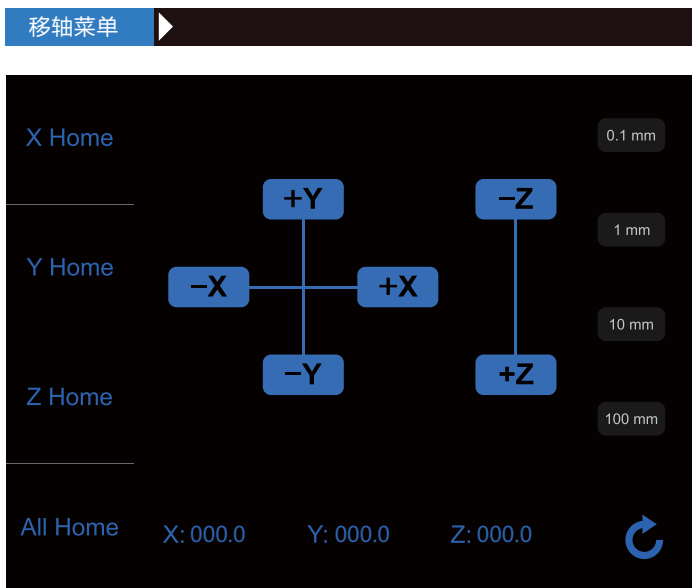 移轴菜单
X Home
0.1 mm
+Y
−Z
1 mm
Y Home
−X
+X
10 mm
−Y
+Z
Z Home
100 mm
All Home
X: 000.0
Y: 000.0
Z: 000.0